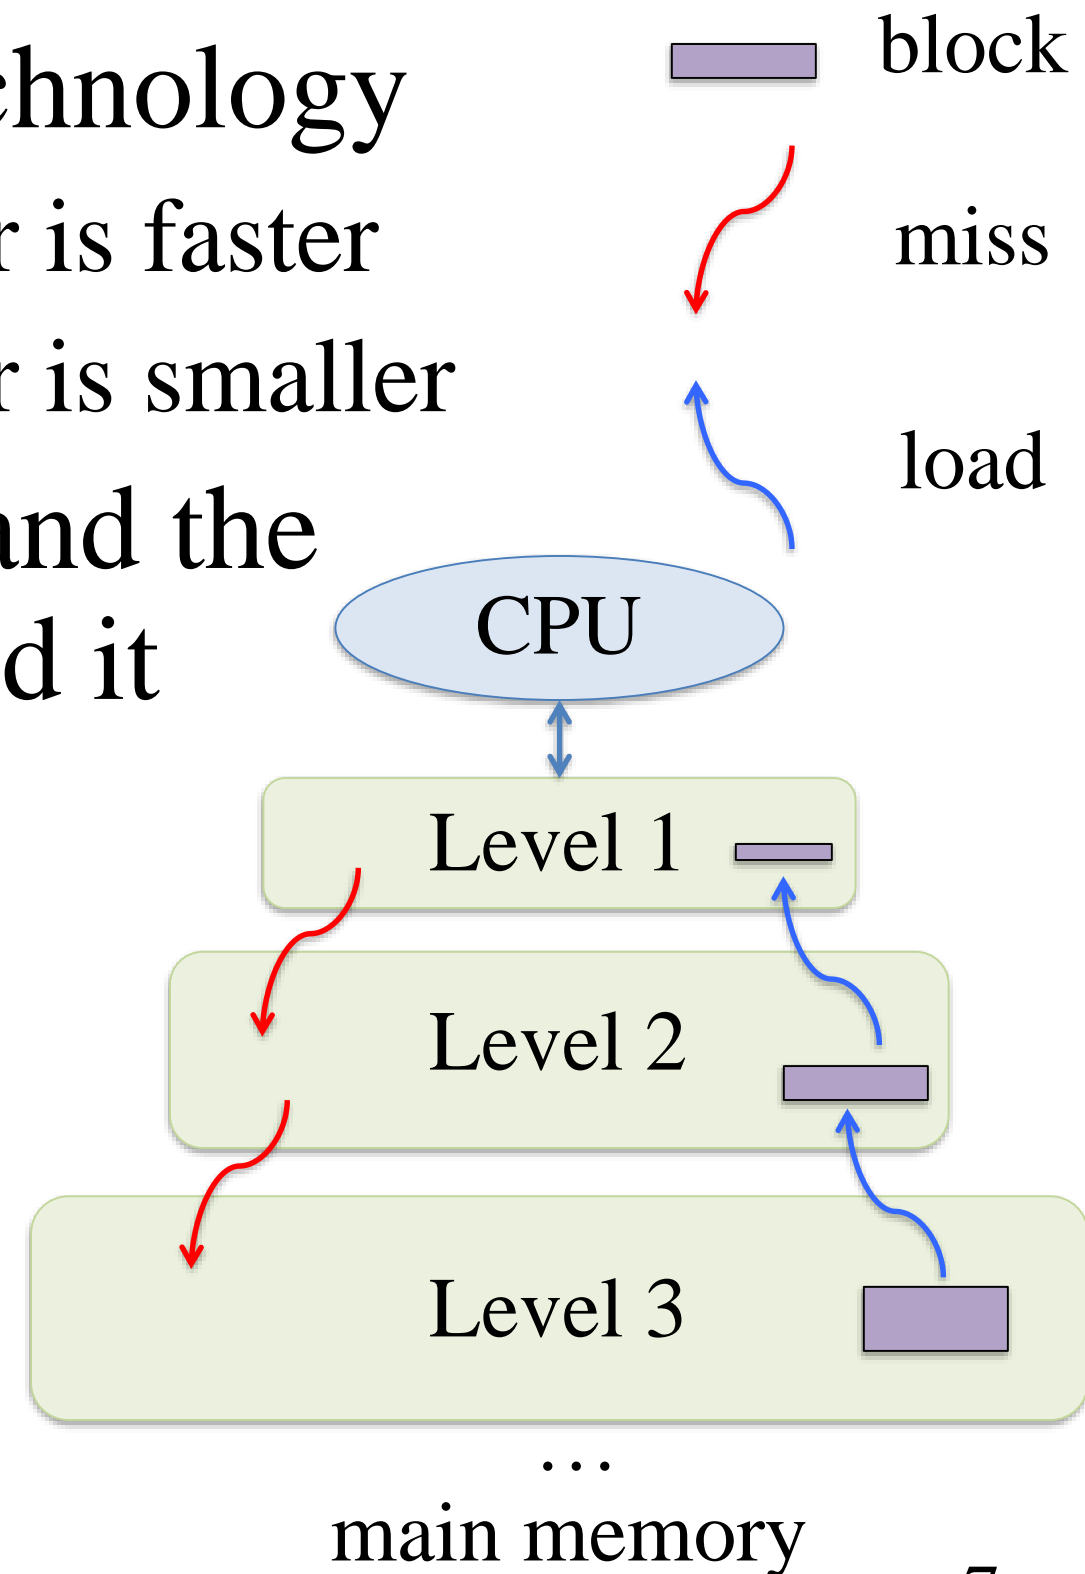 block
chnology
miss
r is faster
r is smaller
load
and the
d it
CPU
Level 1
Level 2
Level 3
...
main memory